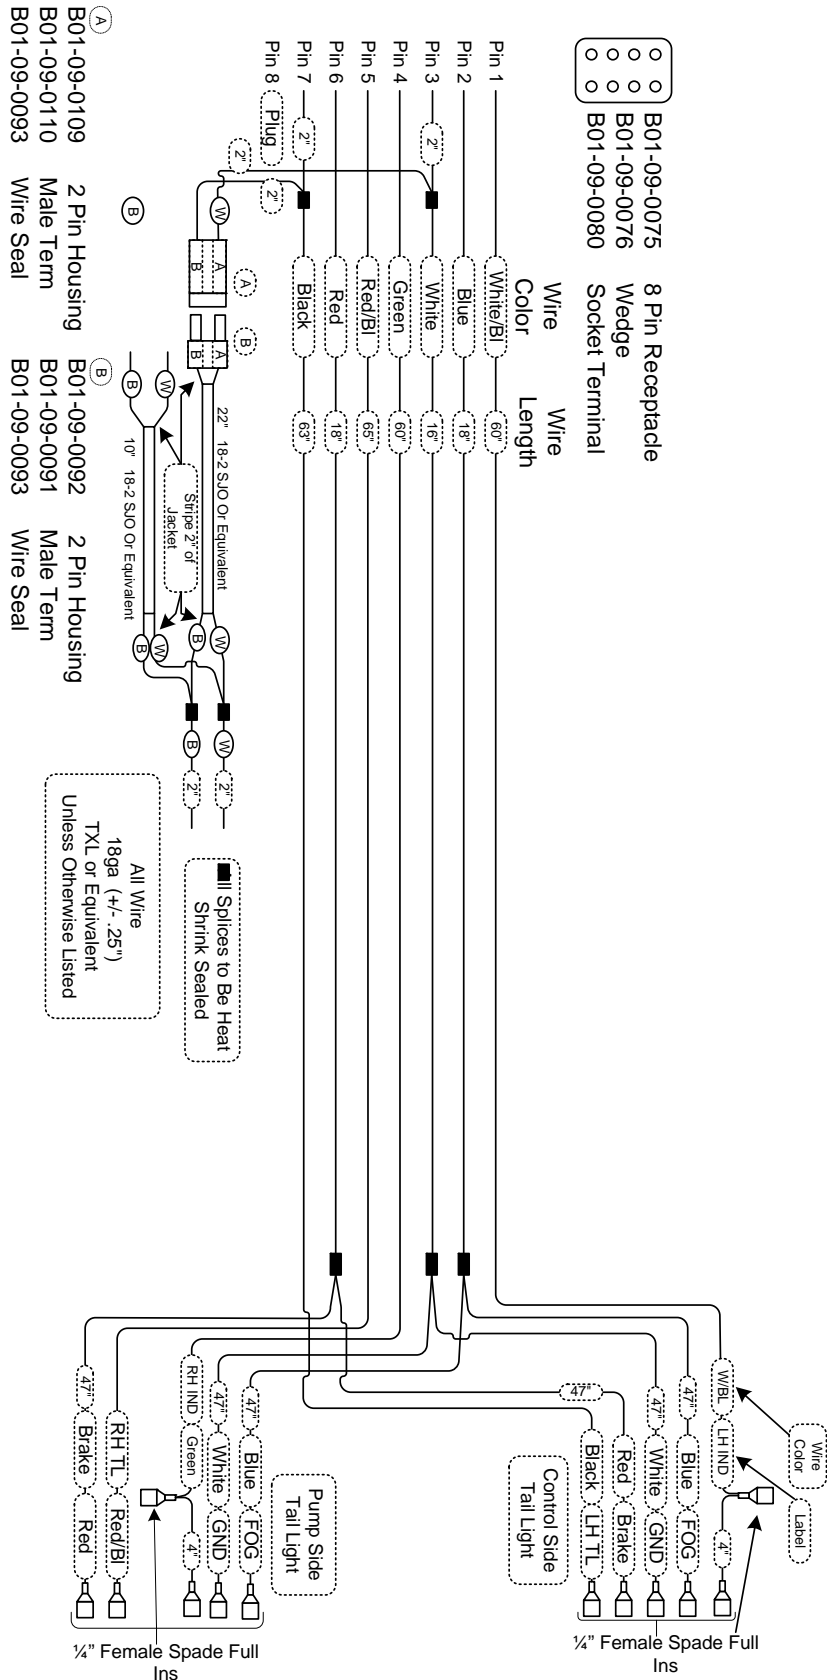 B01-09-0075 8 Pin Receptacle
B01-09-0076 Wedge
B01-09-0080 Socket Terminal
Wire
Color
Wire
Length
Pin 1
White/Bl
60"
Pin 2
Blue
18"
Pin 3
2"
White
16"
Pin 4
Green
60"
Pin 5
Red/Bl
65"
Pin 6
Red
18"
Pin 7
2"
Black
63"
Pin 8
Plug
2"
2"
W
B
A
B
A
B
A
B
22" 18-2 SJO Or Equivalent
Stripe 2" of
Jacket
10" 18-2 SJO Or Equivalent
W
B
W
B
W
B
W
2"
B
2"
A
B01-09-0109 2 Pin Housing
B01-09-0110 Male Term
B01-09-0093 Wire Seal
B
B01-09-0092 2 Pin Housing
B01-09-0091 Male Term
B01-09-0093 Wire Seal
ll Splices to Be Heat
Shrink Sealed
All Wire
18ga (+/- .25")
TXL or Equivalent
Unless Otherwise Listed
Wire
Color
Label
W/BL
LH IND
4"
47"
Blue
FOG
47"
White
GND
47"
Red
Brake
Black
LH TL
Control Side
Tail Light
¼" Female Spade Full
Ins
Pump Side
Tail Light
47"
Blue
FOG
47"
White
GND
RH IND
Green
4"
RH TL
Red/Bl
47"
Brake
Red
¼" Female Spade Full
Ins